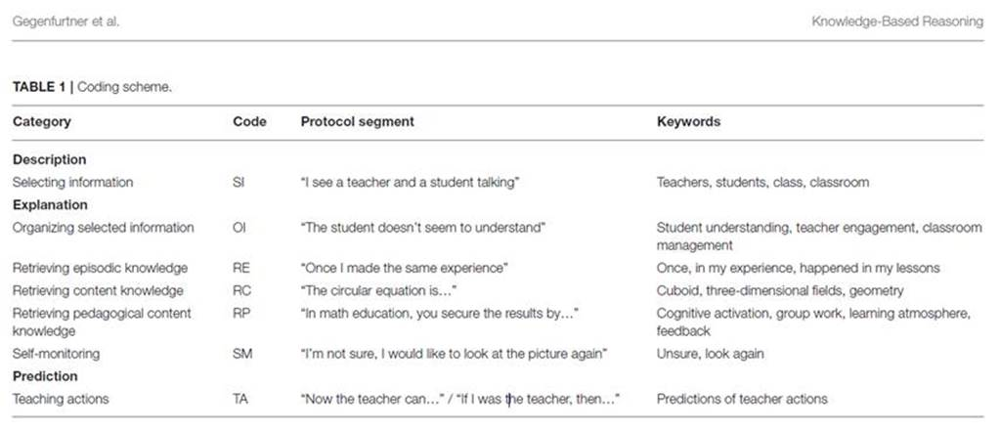 Gegenfurtner et al. Knowledge-Based Reasoning
TABLE 1 | Coding scheme.
Category Code Protocol segment Keywords
Description
Selecting information SI “I see a teacher and a student talking” Teachers, students, class, classroom
Explanation
Organizing selected information OI “The student doesn’t seem to understand” Student understanding, teacher engagement, classroom
management
Retrieving episodic knowledge RE “Once I made the same experience” Once, in my experience, happened in my lessons
Retrieving content knowledge RC “The circular equation is…” Cuboid, three-dimensional fields, geometry
Retrieving pedagogical content RP “In math education, you secure the results by…” Cognitive activation, group work, learning atmosphere,
knowledge feedback
Self-monitoring SM “I’m not sure, I would like to look at the picture again” Unsure, look again
Prediction
Teaching actions TA “Now the teacher can…” / “If I was the teacher, then…” Predictions of teacher actions